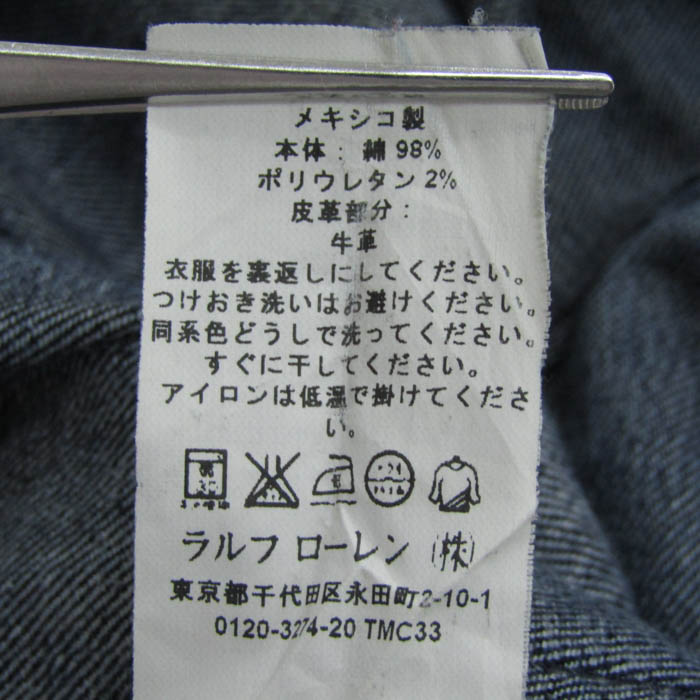 メキシコ製
本体： 綿 98%
ポリウレタン 2%
皮革部分：
牛革
衣服を裏返しにしてください。
つけおき洗いはお避けください。
同系色どうしで洗ってください。
すぐに干してください。
アイロンは低温で掛けてくださ
い。
ラルフ ローレン （株）
東京都千代田区永田町2-10-1
0120-3274-20 TMC33